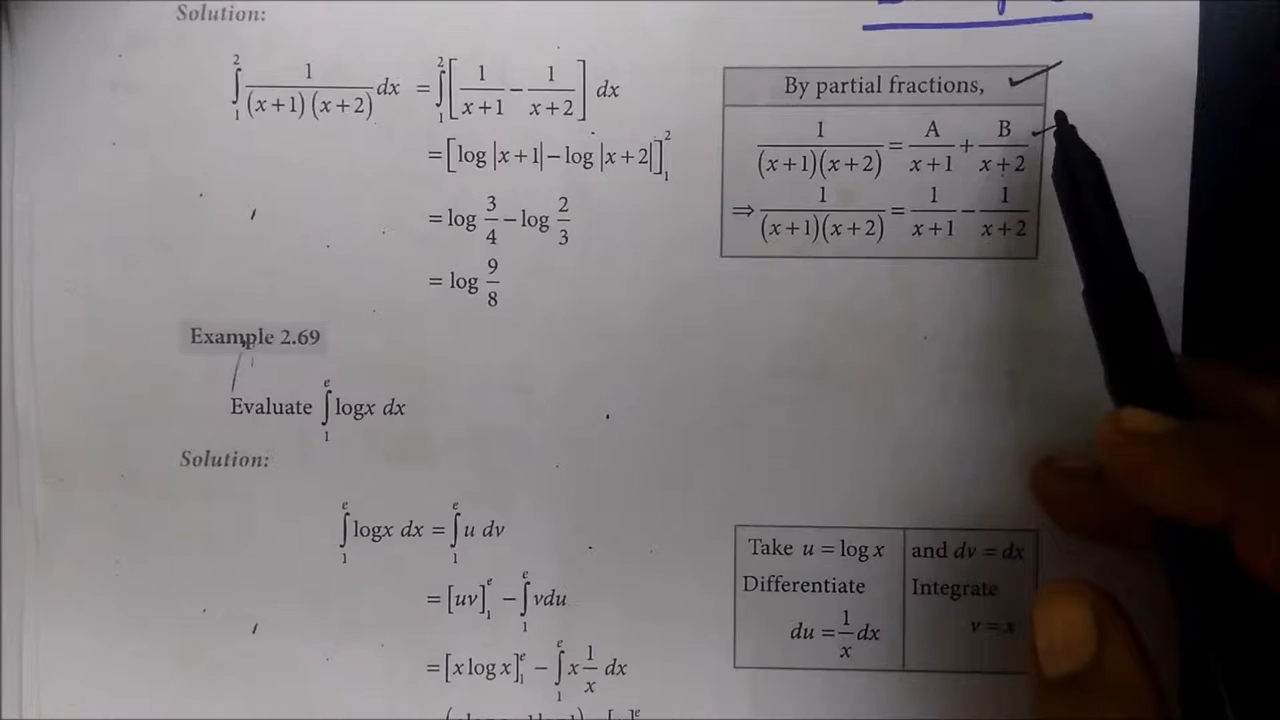 Solution:
∫₁² 1/((x+1)(x+2)) dx = ∫₁² [1/(x+1) − 1/(x+2)] dx
= [log |x+1| − log |x+2|]₁²
= log 3/4 − log 2/3
= log 9/8
By partial fractions,
1/((x+1)(x+2)) = A/(x+1) + B/(x+2)
⇒ 1/((x+1)(x+2)) = 1/(x+1) − 1/(x+2)
Example 2.69
Evaluate ∫₁ᵉ logx dx
Solution:
∫₁ᵉ logx dx = ∫₁ᵉ u dv
= [uv]₁ᵉ − ∫₁ᵉ vdu
= [x log x]₁ᵉ − ∫₁ᵉ x 1/x dx
Take u = log x and dv = dx
Differentiate Integrate
du = 1/x dx v = x